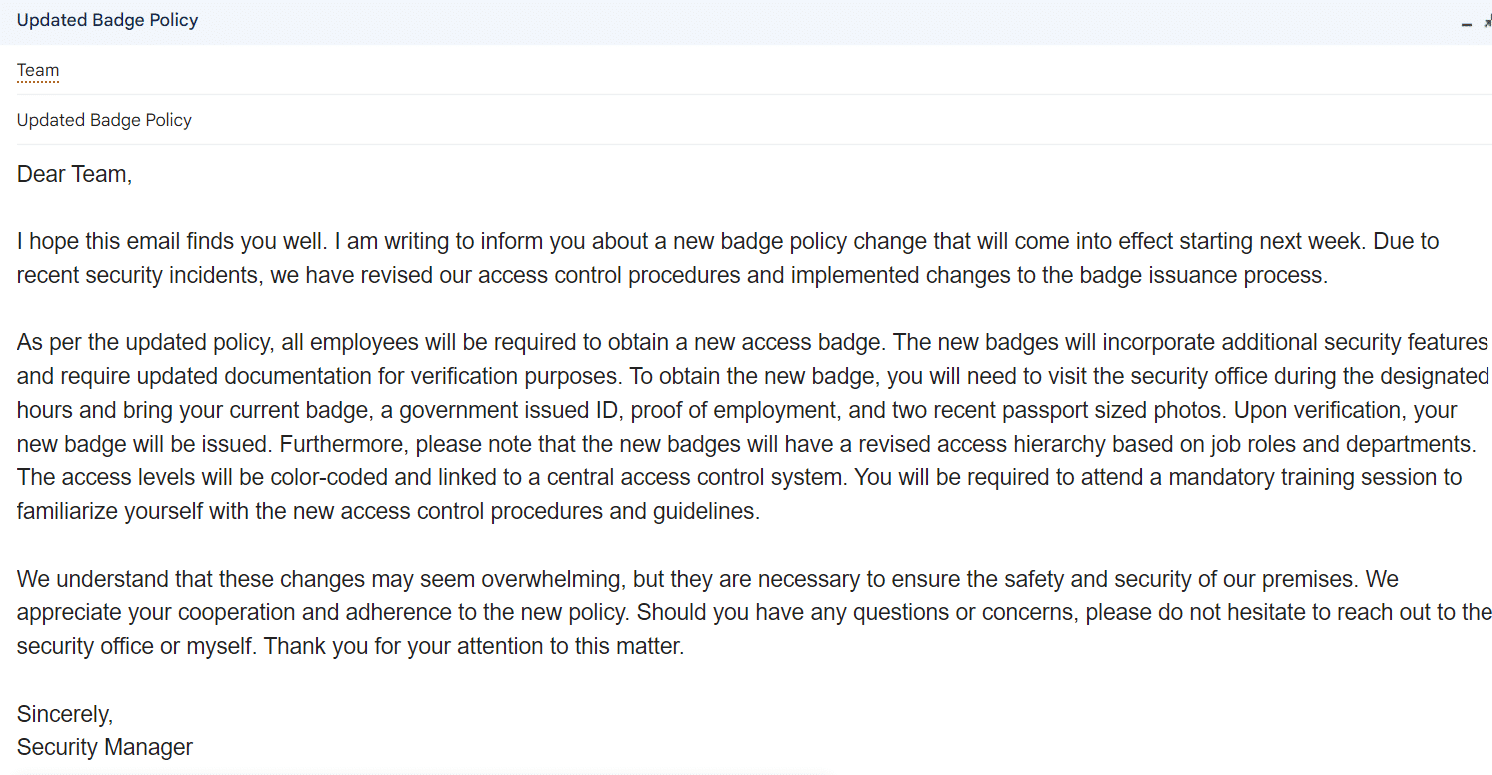 Updated Badge Policy
Team
Updated Badge Policy
Dear Team,
I hope this email finds you well. I am writing to inform you about a new badge policy change that will come into effect starting next week. Due to
recent security incidents, we have revised our access control procedures and implemented changes to the badge issuance process.
As per the updated policy, all employees will be required to obtain a new access badge. The new badges will incorporate additional security features
and require updated documentation for verification purposes. To obtain the new badge, you will need to visit the security office during the designated
hours and bring your current badge, a government issued ID, proof of employment, and two recent passport sized photos. Upon verification, your
new badge will be issued. Furthermore, please note that the new badges will have a revised access hierarchy based on job roles and departments.
The access levels will be color-coded and linked to a central access control system. You will be required to attend a mandatory training session to
familiarize yourself with the new access control procedures and guidelines.
We understand that these changes may seem overwhelming, but they are necessary to ensure the safety and security of our premises. We
appreciate your cooperation and adherence to the new policy. Should you have any questions or concerns, please do not hesitate to reach out to the
security office or myself. Thank you for your attention to this matter.
Sincerely,
Security Manager